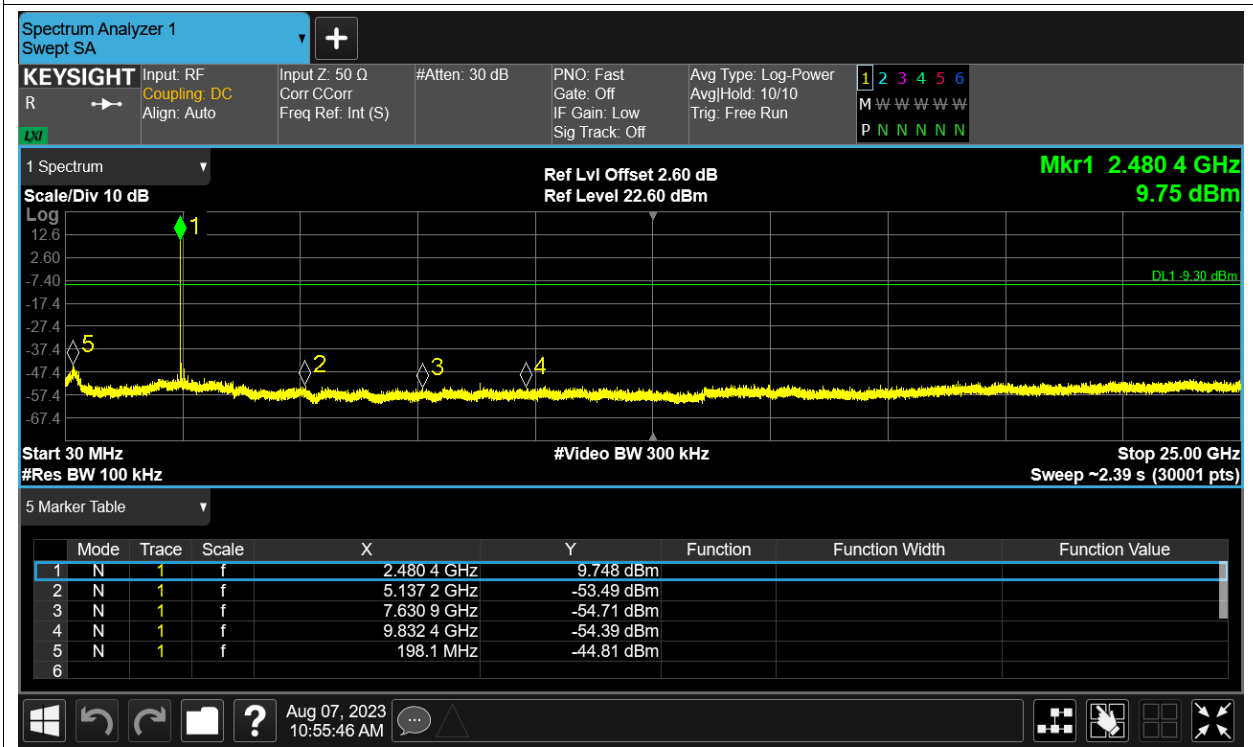 Spectrum Analyzer 1
Swept SA
KEYSIGHT Input: RF Input Z: 50 Ω #Atten: 30 dB PNO: Fast Avg Type: Log-Power 1 2 3 4 5 6
R Coupling: DC Corr CCorr Gate: Off Avg|Hold: 10/10 M W W W W W
Align: Auto Freq Ref: Int (S) IF Gain: Low Trig: Free Run
LXI Sig Track: Off P N N N N N
1 Spectrum Ref Lvl Offset 2.60 dB Mkr1 2.480 4 GHz
Scale/Div 10 dB Ref Level 22.60 dBm 9.75 dBm
Log
1
12.6
2.60
-7.40 DL1 -9.30 dBm
-17.4
-27.4
-37.4 5
-47.4 2 3 4
-57.4
-67.4
Start 30 MHz #Video BW 300 kHz Stop 25.00 GHz
#Res BW 100 kHz Sweep ~2.39 s (30001 pts)
5 Marker Table
Mode Trace Scale X Y Function Function Width Function Value
1 N 1 f 2.480 4 GHz 9.748 dBm
2 N 1 f 5.137 2 GHz -53.49 dBm
3 N 1 f 7.630 9 GHz -54.71 dBm
4 N 1 f 9.832 4 GHz -54.39 dBm
5 N 1 f 198.1 MHz -44.81 dBm
6
? Aug 07, 2023
10:55:46 AM